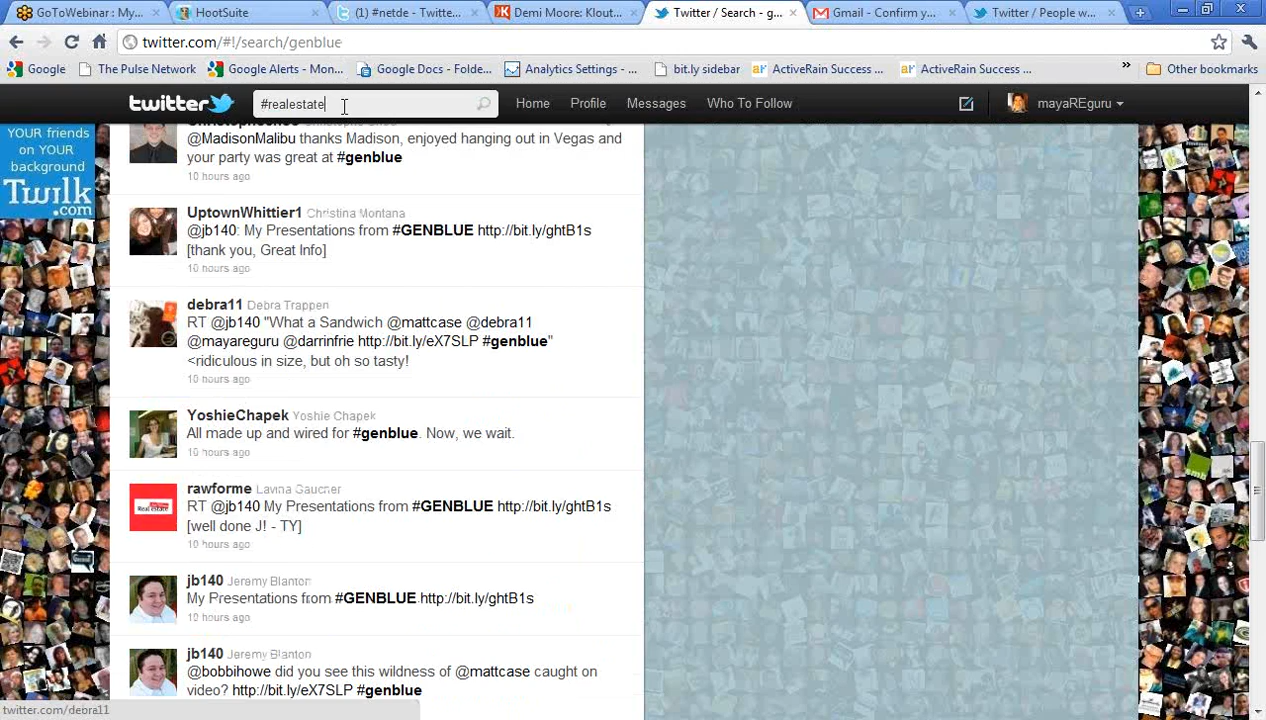 GoToWebinar : My...
HootSuite
(1) #netde - Twitte...
Demi Moore: Klout...
Twitter / Search - g...
Gmail - Confirm y...
Twitter / People w...
twitter.com/#!/search/genblue
Google
The Pulse Network
Google Alerts - Mon...
Google Docs - Folde...
Analytics Settings - ...
bit.ly sidebar
ActiveRain Success ...
ActiveRain Success ...
»
Other bookmarks
twitter
#realestate
Home
Profile
Messages
Who To Follow
mayaREguru
YOUR friends
on YOUR
background
Twilk
.com
@MadisonMalibu thanks Madison, enjoyed hanging out in Vegas and
your party was great at #genblue
10 hours ago
UptownWhittier1 Christina Montana
@jb140: My Presentations from #GENBLUE http://bit.ly/ghtB1s
[thank you, Great Info]
10 hours ago
debra11 Debra Trappen
RT @jb140 "What a Sandwich @mattcase @debra11
@mayareguru @darrinfrie http://bit.ly/eX7SLP #genblue"
<ridiculous in size, but oh so tasty!
10 hours ago
YoshieChapek Yoshie Chapek
All made up and wired for #genblue. Now, we wait.
10 hours ago
rawforme Lavina Gaucher
RT @jb140 My Presentations from #GENBLUE http://bit.ly/ghtB1s
[well done J! - TY]
10 hours ago
jb140 Jeremy Blanton
My Presentations from #GENBLUE http://bit.ly/ghtB1s
10 hours ago
jb140 Jeremy Blanton
@bobbihowe did you see this wildness of @mattcase caught on
video? http://bit.ly/eX7SLP #genblue
twitter.com/debra11